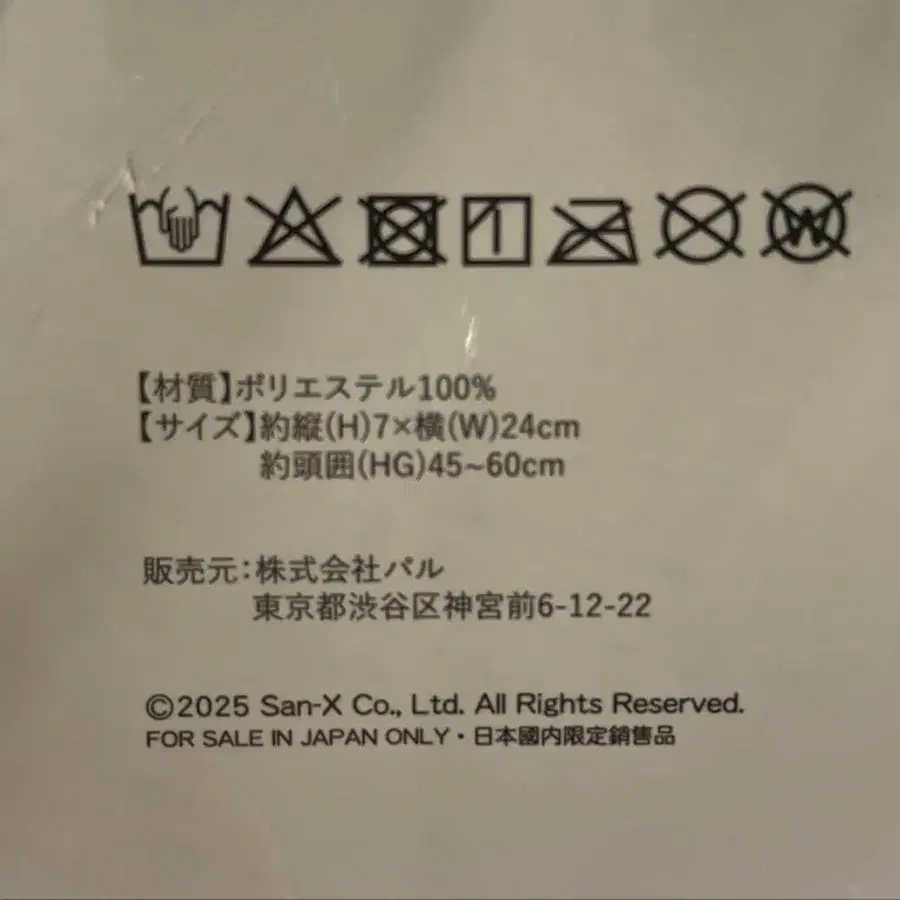 【材質】ポリエステル100%
【サイズ】約縦(H)7×横(W)24cm
約頭囲(HG)45~60cm
販売元：株式会社パル
東京都渋谷区神宮前6-12-22
©2025 San-X Co., Ltd. All Rights Reserved.
FOR SALE IN JAPAN ONLY・日本國內限定銷售品